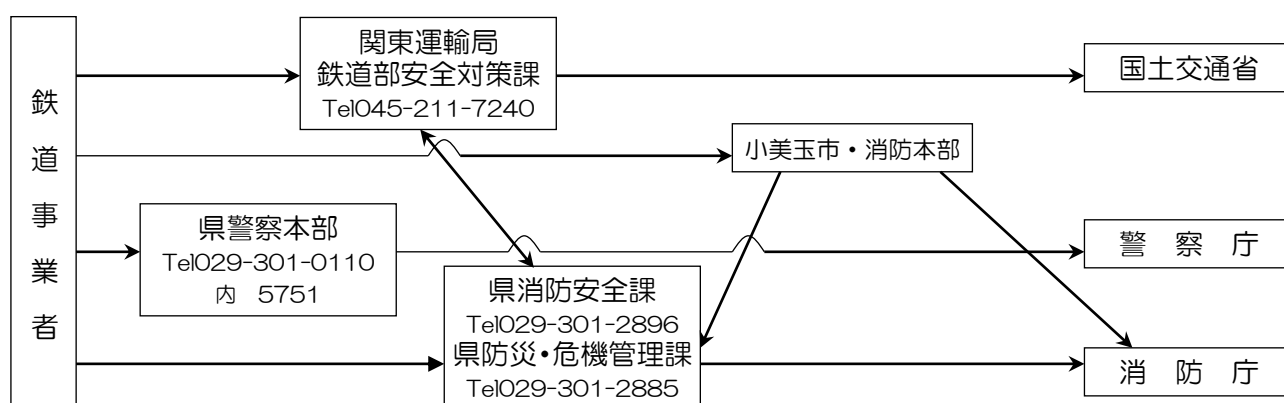 鉄道事業者
関東運輸局
鉄道部安全対策課
Tel045-211-7240
国土交通省
小美玉市・消防本部
県警察本部
Tel029-301-0110
内　5751
警　察　庁
県消防安全課
Tel029-301-2896
県防災・危機管理課
Tel029-301-2885
消　防　庁